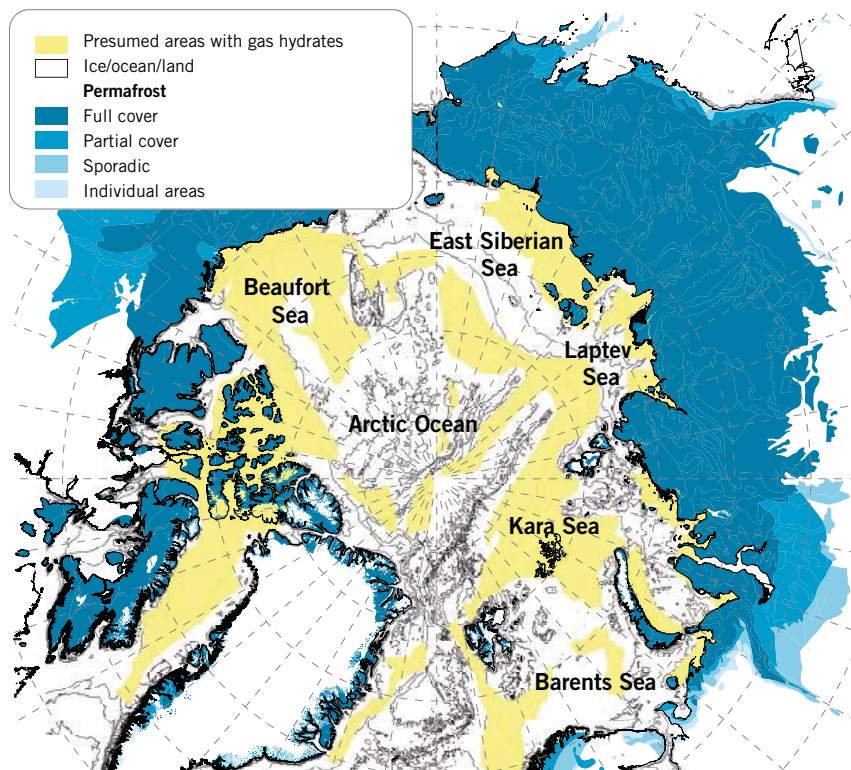 Presumed areas with gas hydrates
Ice/ocean/land
Permafrost
Full cover
Partial cover
Sporadic
Individual areas
East Siberian
Sea
Beaufort
Sea
Laptev
Sea
Arctic Ocean
Kara Sea
Barents Sea